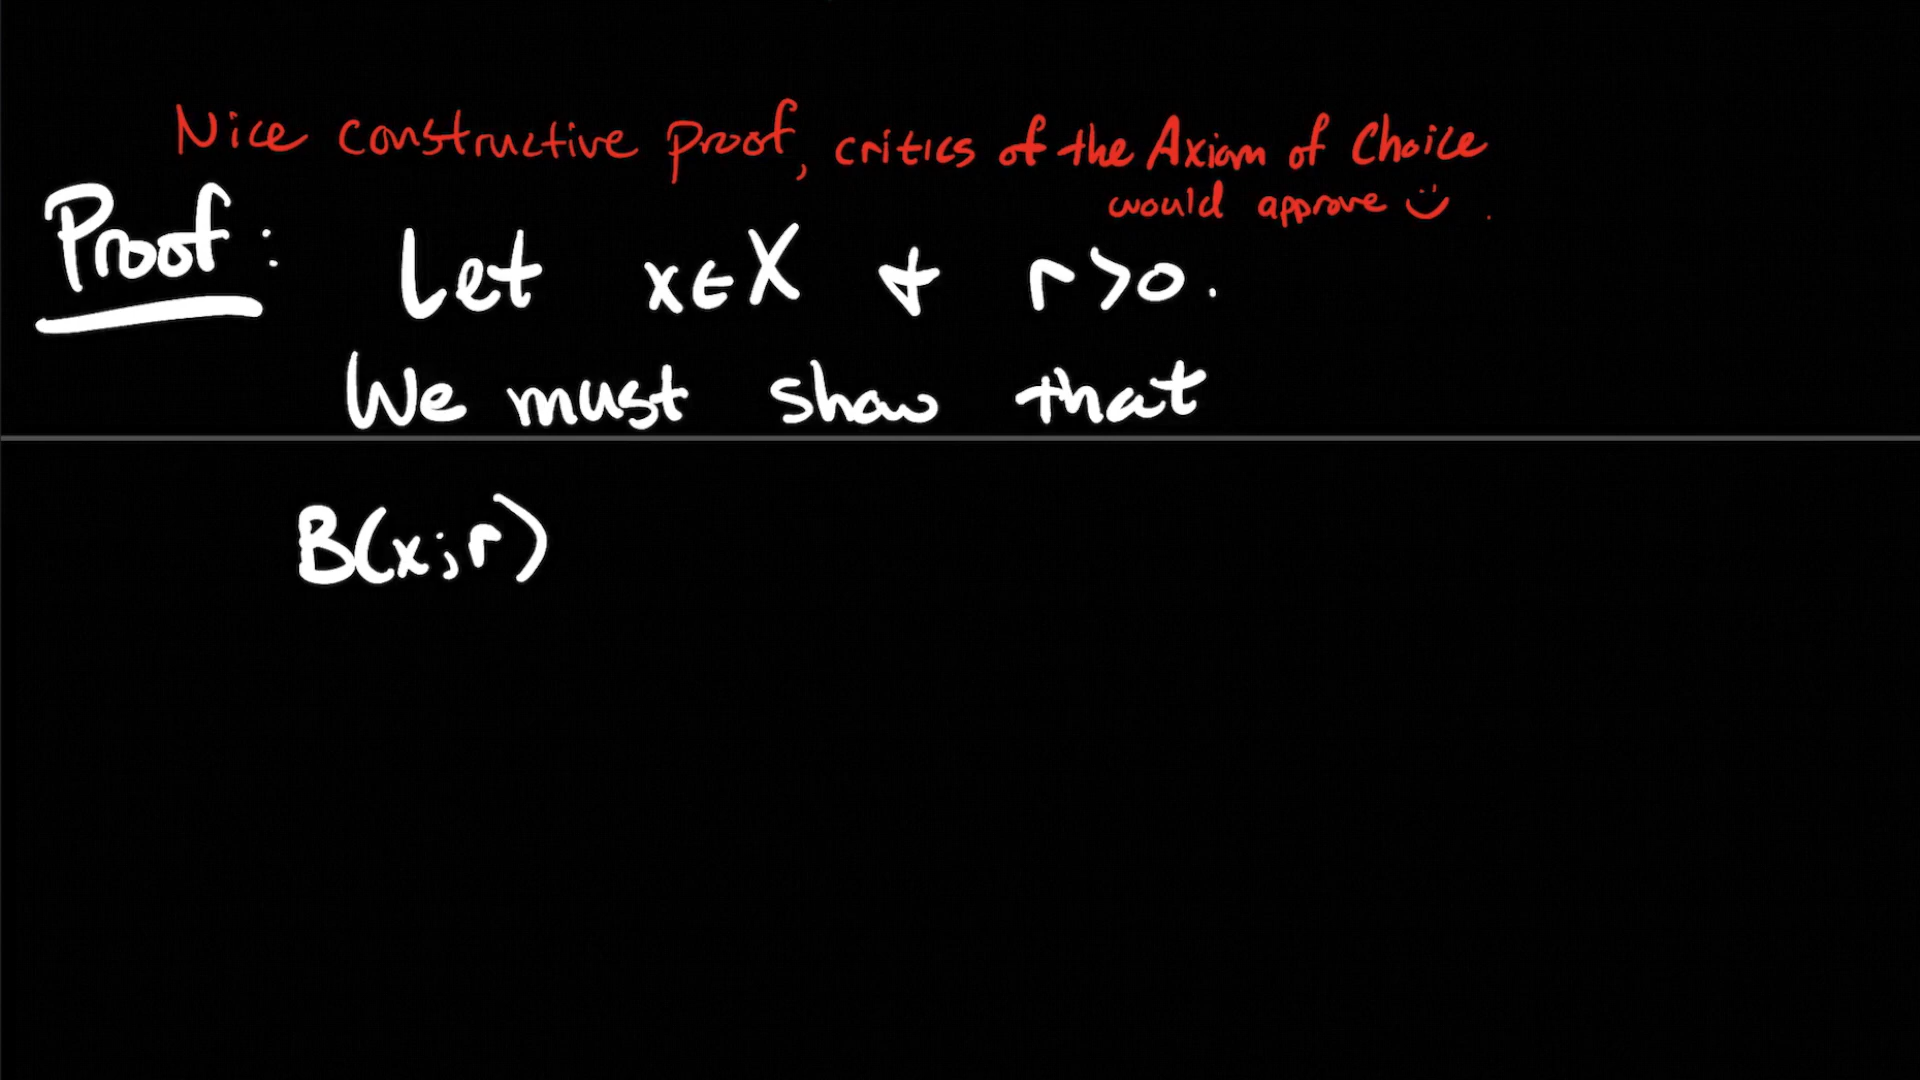 Nice constructive proof, critics of the Axiom of Choice
would approve :)
Proof: Let x∈X & r>0.
We must show that
B(x;r)